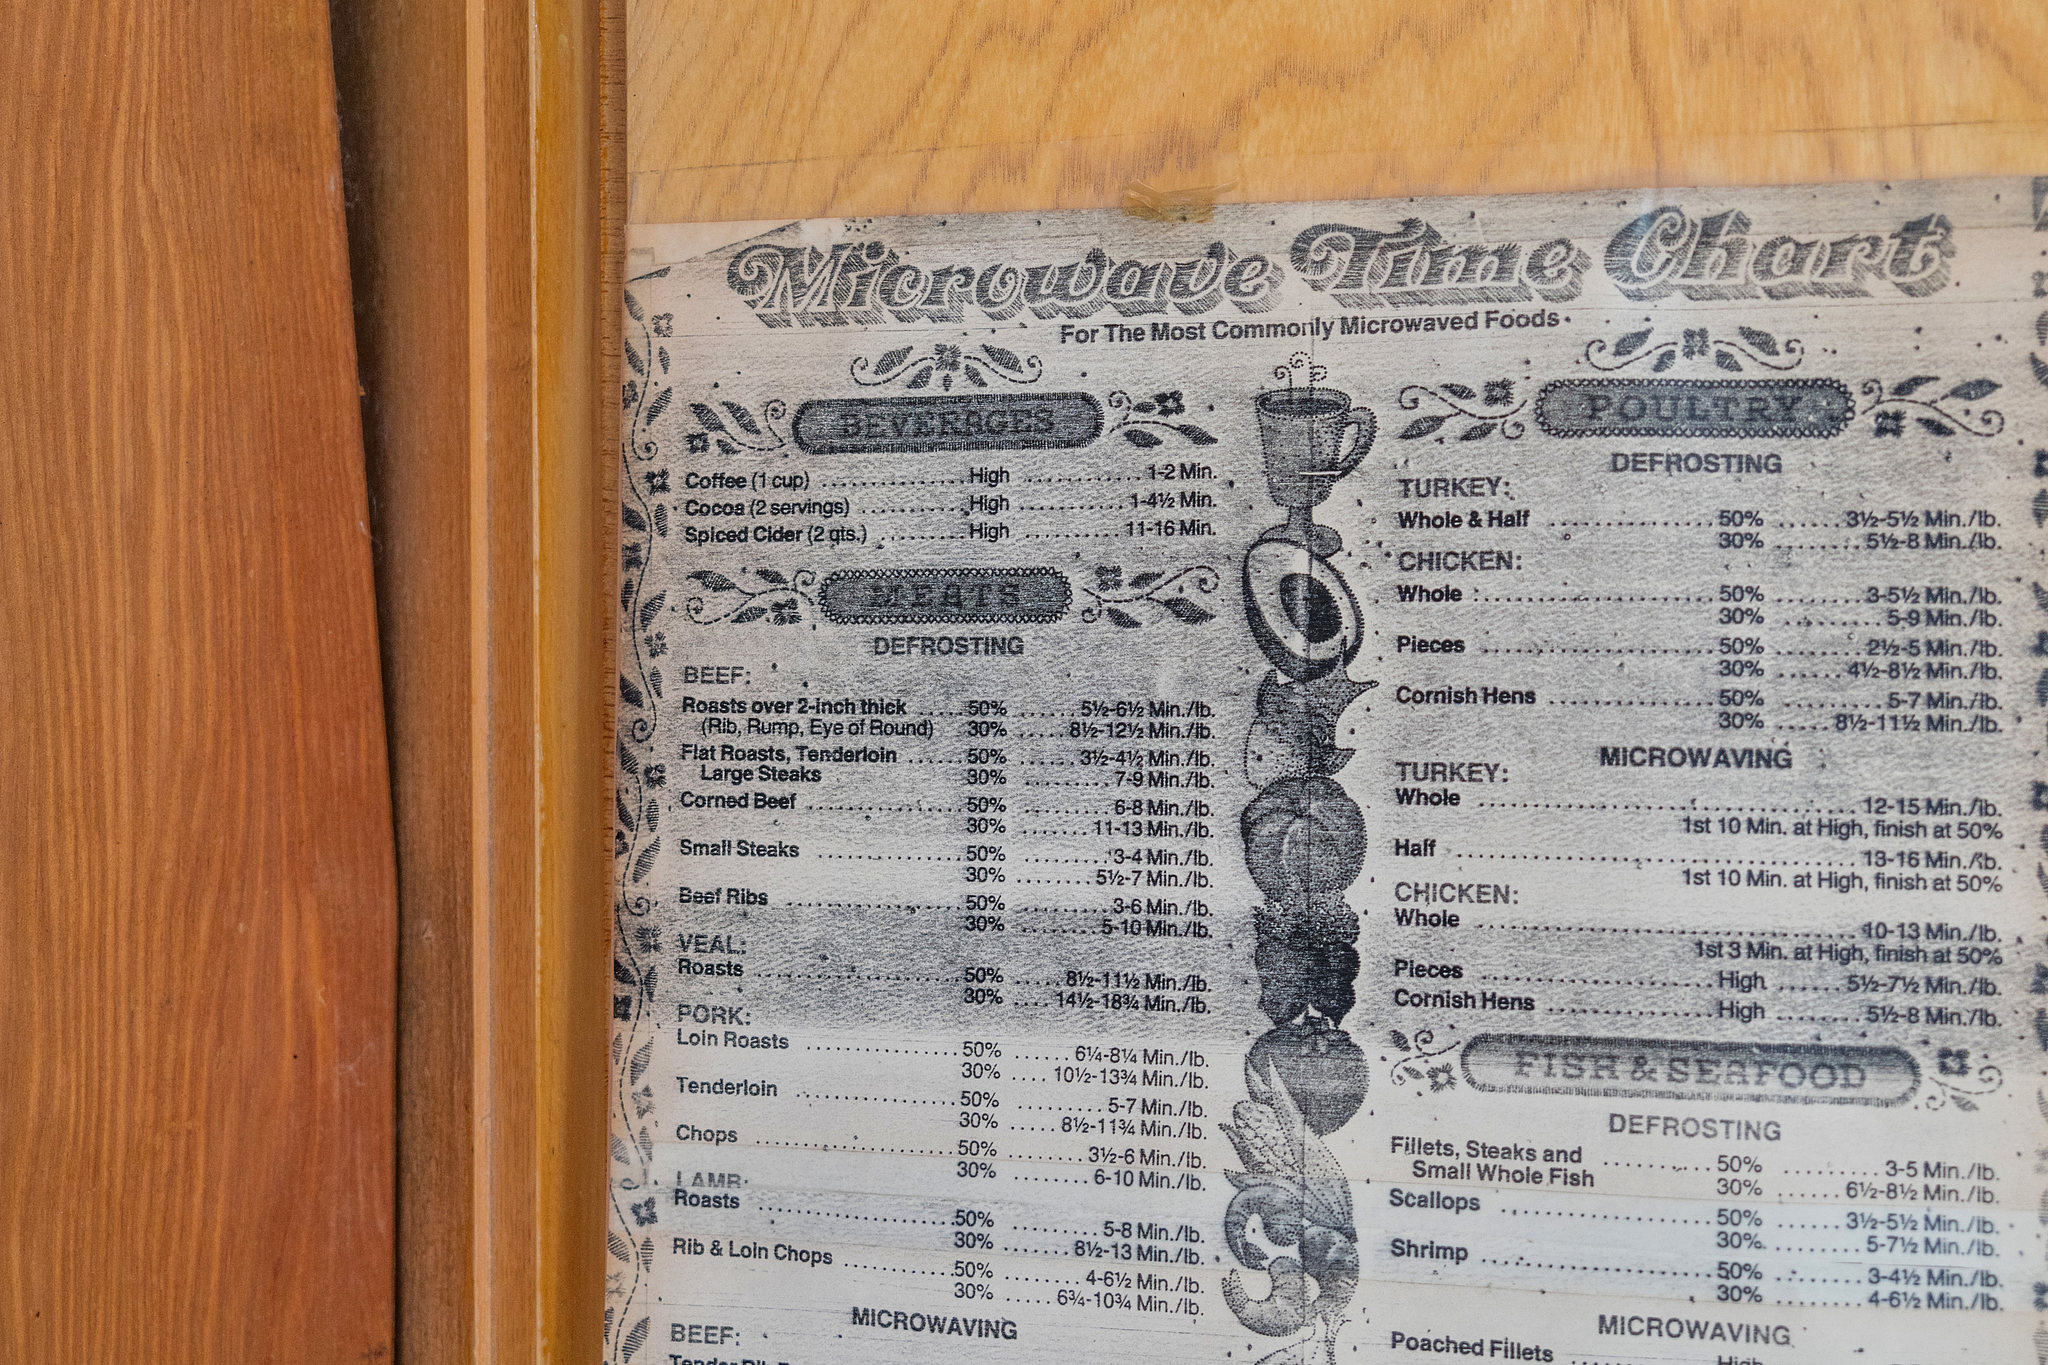 Microwave Time Chart
For The Most Commonly Microwaved Foods
BEVERAGES
Coffee (1 cup) High 1-2 Min.
Cocoa (2 servings) High 1-4½ Min.
Spiced Cider (2 qts.) High 11-16 Min.
MEATS
DEFROSTING
BEEF:
Roasts over 2-inch thick 50% 5½-6½ Min./lb.
(Rib, Rump, Eye of Round) 30% 8½-12½ Min./lb.
Flat Roasts, Tenderloin 50% 3½-4½ Min./lb.
Large Steaks 30% 7-9 Min./lb.
Corned Beef 50% 6-8 Min./lb.
30% 11-13 Min./lb.
Small Steaks 50% 3-4 Min./lb.
30% 5½-7 Min./lb.
Beef Ribs 50% 3-6 Min./lb.
30% 5-10 Min./lb.
VEAL:
Roasts 50% 8½-11½ Min./lb.
30% 14½-18¾ Min./lb.
PORK:
Loin Roasts 50% 6¼-8¼ Min./lb.
30% 10½-13¾ Min./lb.
Tenderloin 50% 5-7 Min./lb.
30% 8½-11¾ Min./lb.
Chops 50% 3½-6 Min./lb.
30% 6-10 Min./lb.
LAMB:
Roasts 50% 5-8 Min./lb.
30% 8½-13 Min./lb.
Rib & Loin Chops 50% 4-6½ Min./lb.
30% 6¾-10¾ Min./lb.
MICROWAVING
BEEF:
POULTRY
DEFROSTING
TURKEY:
Whole & Half 50% 3½-5½ Min./lb.
30% 5½-8 Min./lb.
CHICKEN:
Whole 50% 3-5½ Min./lb.
30% 5-9 Min./lb.
Pieces 50% 2½-5 Min./lb.
30% 4½-8½ Min./lb.
Cornish Hens 50% 5-7 Min./lb.
30% 8½-11½ Min./lb.
MICROWAVING
TURKEY:
Whole 12-15 Min./lb.
1st 10 Min. at High, finish at 50%
Half 13-16 Min./lb.
1st 10 Min. at High, finish at 50%
CHICKEN:
Whole 10-13 Min./lb.
1st 3 Min. at High, finish at 50%
Pieces High 5½-7½ Min./lb.
Cornish Hens High 5½-8 Min./lb.
FISH & SEAFOOD
DEFROSTING
Fillets, Steaks and 50% 3-5 Min./lb.
Small Whole Fish 30% 6½-8½ Min./lb.
Scallops 50% 3½-5½ Min./lb.
30% 5-7½ Min./lb.
Shrimp 50% 3-4½ Min./lb.
30% 4-6½ Min./lb.
MICROWAVING
Poached Fillets High